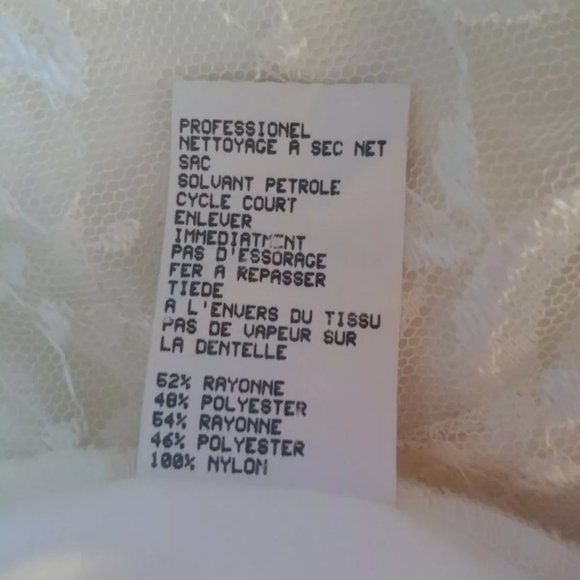 PROFESSIONEL
NETTOYAGE A SEC NET
SAC
SOLVANT PETROLE
CYCLE COURT
ENLEVER
IMMEDIATMENT
PAS D'ESSORAGE
FER A REPASSER
TIEDE
A L'ENVERS DU TISSU
PAS DE VAPEUR SUR
LA DENTELLE
52% RAYONNE
48% POLYESTER
54% RAYONNE
46% POLYESTER
100% NYLON